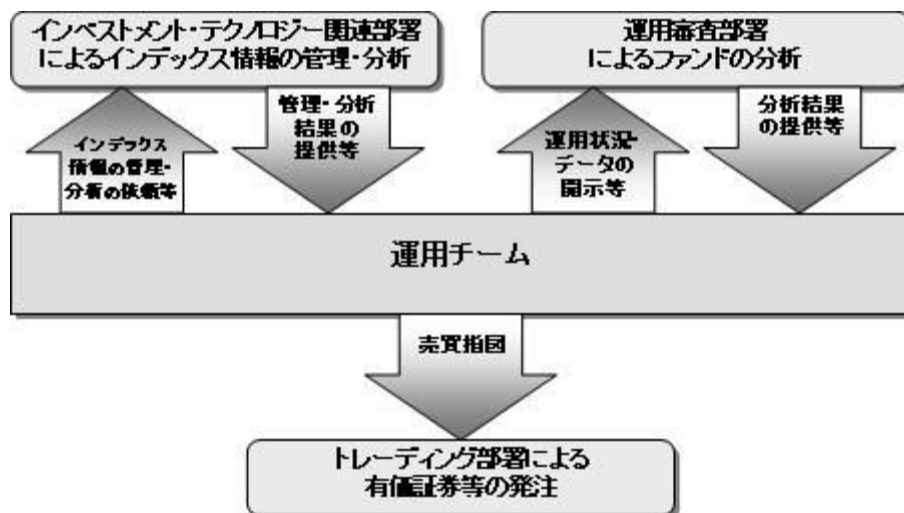 インベストメント・テクノロジー関連部署
によるインデックス情報の管理・分析
運用審査部署
によるファンドの分析
インデックス
情報の管理・
分析の依頼等
管理・分析
結果の
提供等
運用状況・
データの
開示等
分析結果
の提供等
運用チーム
売買指図
トレーディング部署による
有価証券等の発注